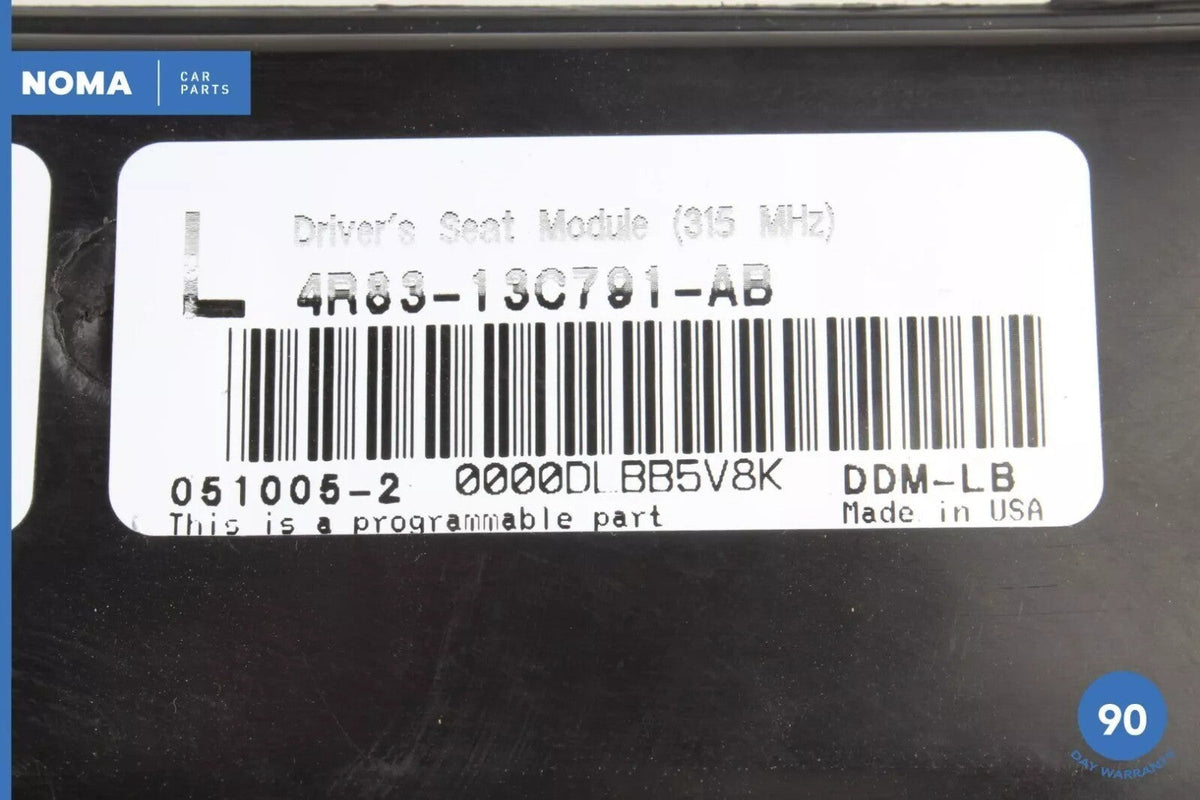 NOMA
CAR
PARTS
L
Driver's Seat Module (315 MHz)
4R83-13C791-AB
051005-2 0000DLBB5V8K DDM-LB
This is a programmable part Made in USA
90
DAY WARRANTY